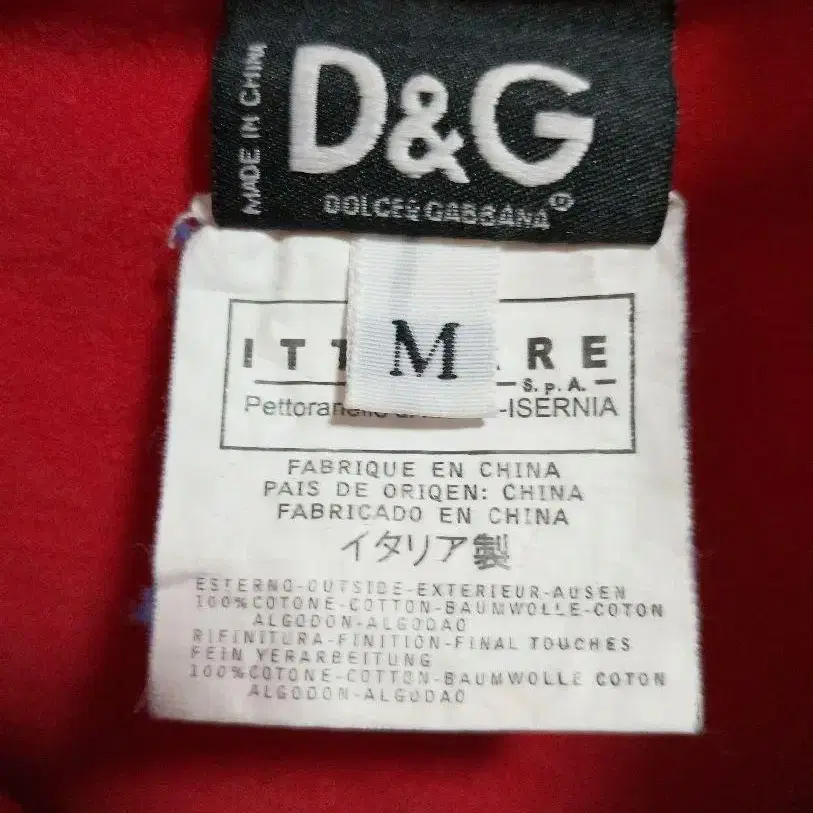 MADE IN CHINA
D&G
DOLCE&GABBANA®
M
ITT ARE
S.p.A.
-ISERNIA
FABRIQUE EN CHINA
PAIS DE ORIQEN: CHINA
FABRICADO EN CHINA
イタリア製
ESTERNO-OUTSIDE-EXTERIEUR-AUSEN
100%COTONE-COTTON-BAUMWOLLE-COTON
ALGODON-ALGODAO
RIFINITURA-FINITION-FINAL TOUCHES
FEIN VERARBEITUNG
100%COTONE-COTTON-BAUMWOLLE COTON
ALGODON-ALGODAO